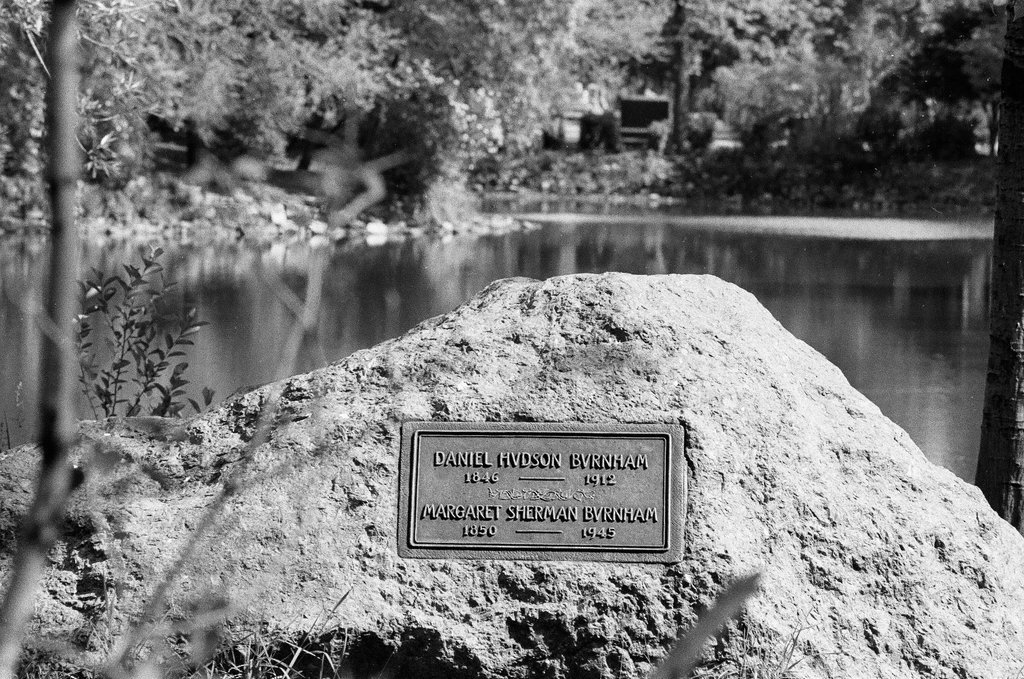 DANIEL HVDSON BVRNHAM
1846 — 1912
MARGARET SHERMAN BVRNHAM
1850 — 1945